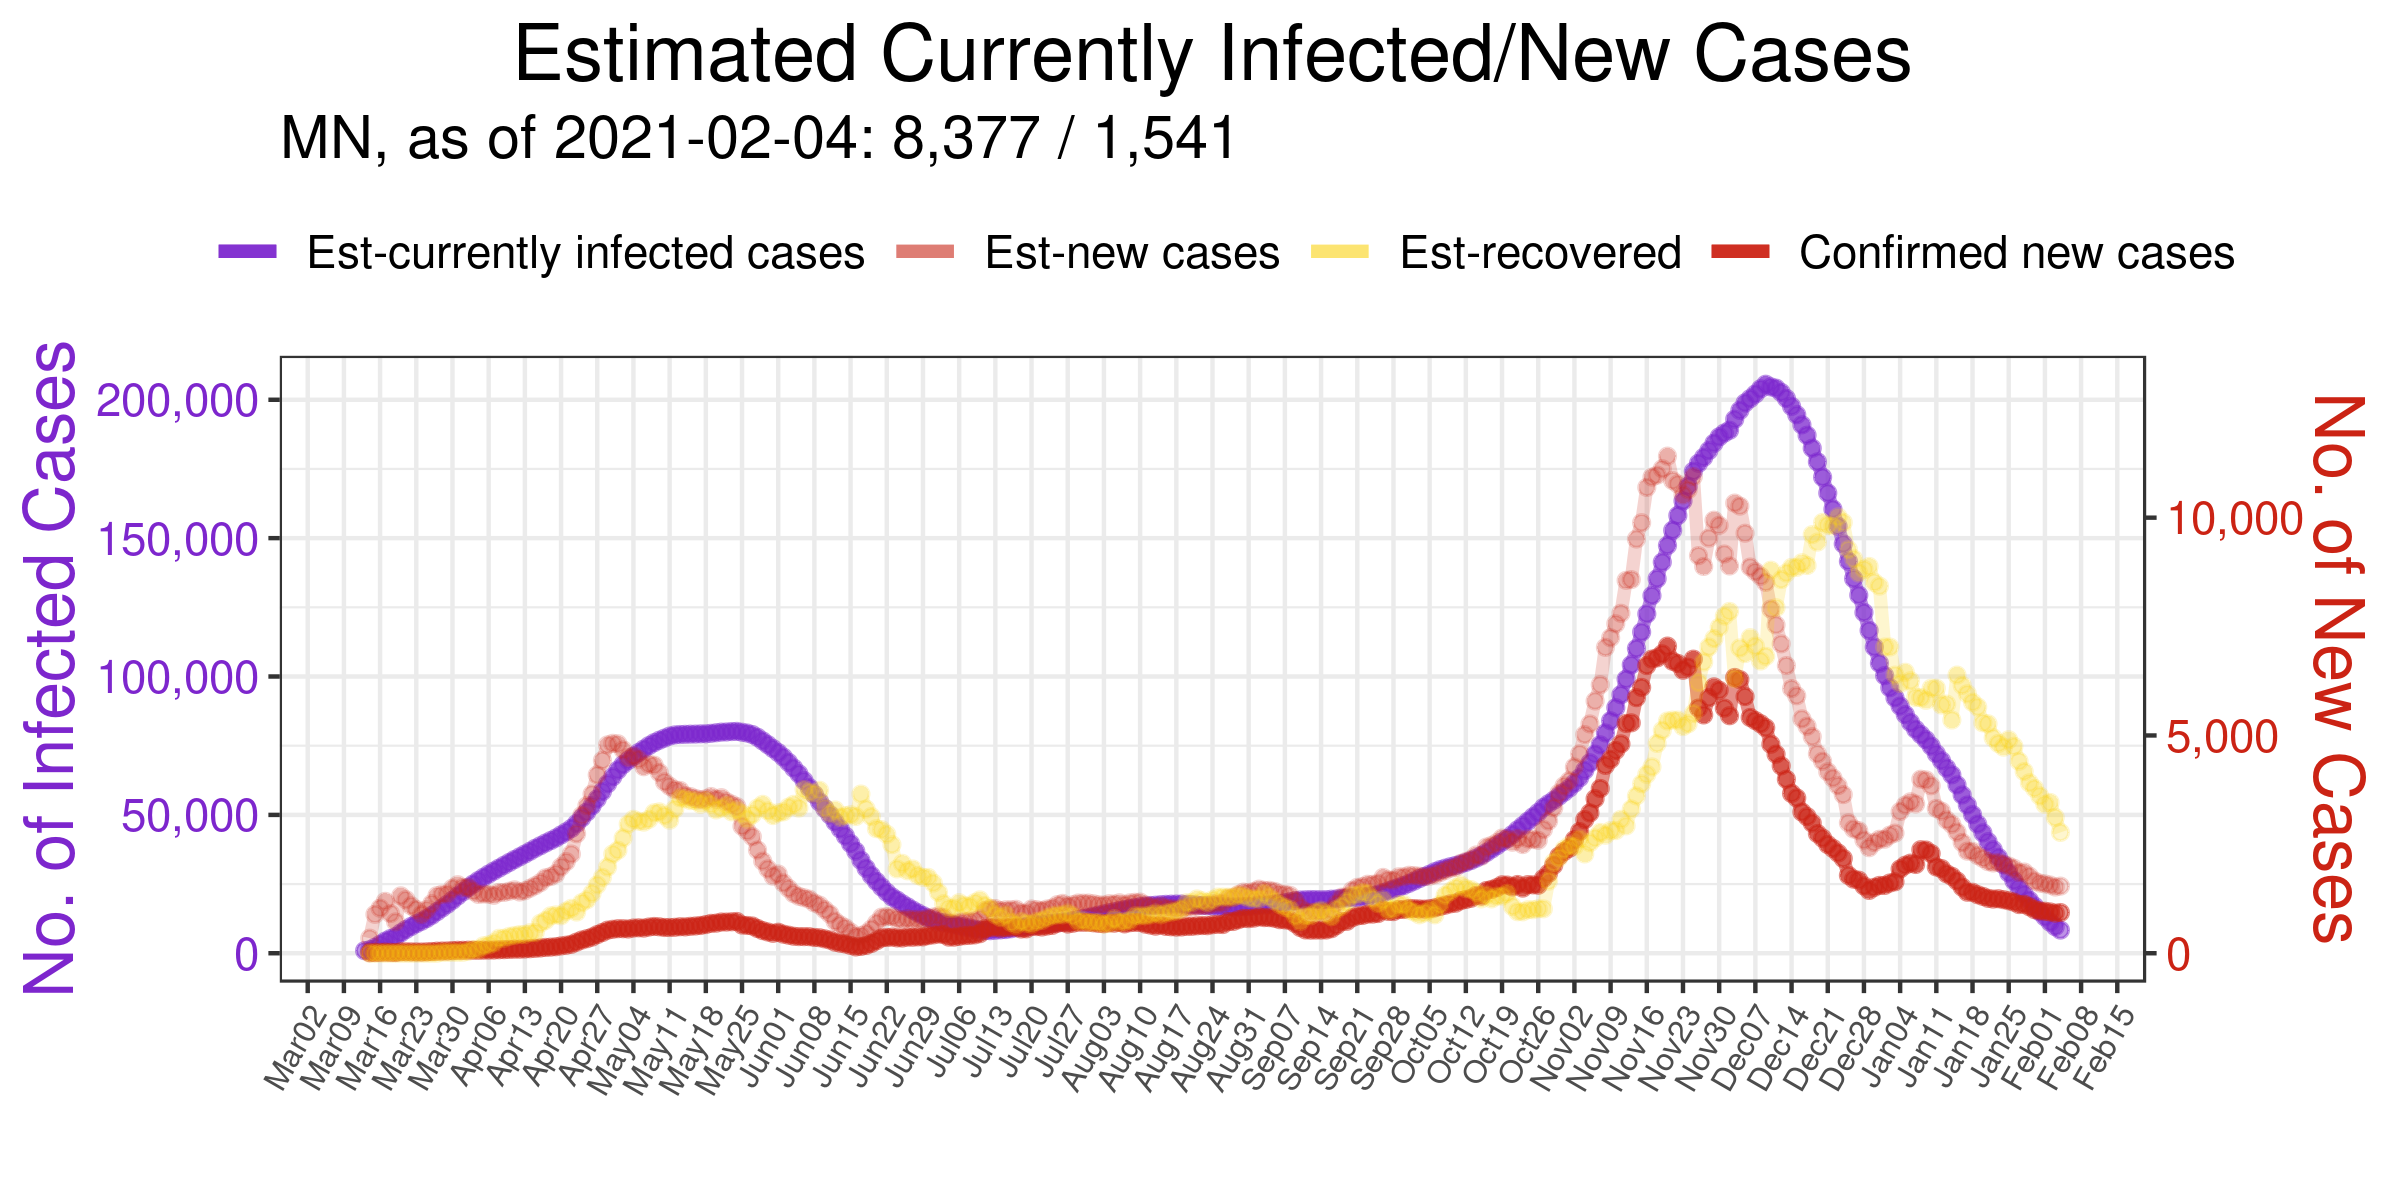 Estimated Currently Infected/New Cases
MN, as of 2021-02-04: 8,377 / 1,541
Est-currently infected cases Est-new cases Est-recovered Confirmed new cases
No. of Infected Cases
200,000
150,000
100,000
50,000
0
10,000
5,000
0
No. of New Cases
Mar02 Mar09 Mar16 Mar23 Mar30 Apr06 Apr13 Apr20 Apr27 May04 May11 May18 May25 Jun01 Jun08 Jun15 Jun22 Jun29 Jul06 Jul13 Jul20 Jul27 Aug03 Aug10 Aug17 Aug24 Aug31 Sep07 Sep14 Sep21 Sep28 Oct05 Oct12 Oct19 Oct26 Nov02 Nov09 Nov16 Nov23 Nov30 Dec07 Dec14 Dec21 Dec28 Jan04 Jan11 Jan18 Jan25 Feb01 Feb08 Feb15